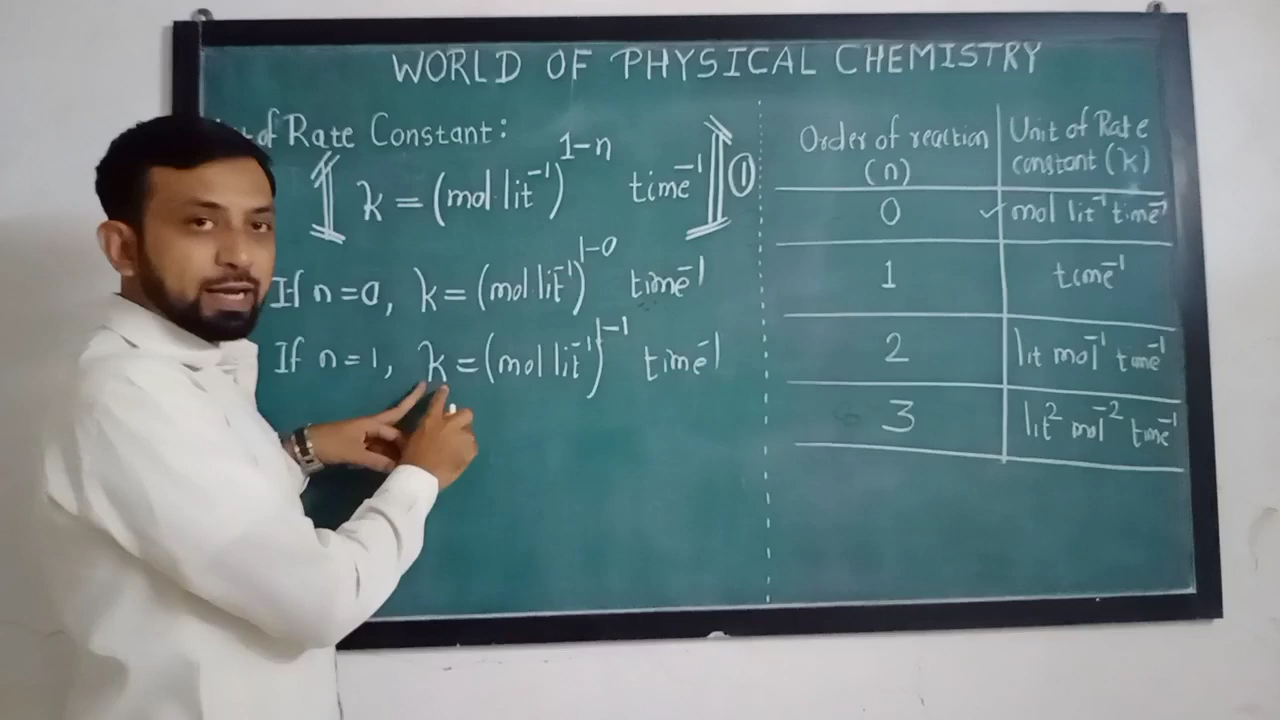 WORLD OF PHYSICAL CHEMISTRY
of Rate Constant:
k = (mol lit⁻¹)¹⁻ⁿ time⁻¹ ①
If n=0, k = (mol lit⁻¹)¹⁻⁰ time⁻¹
If n=1, k = (mol lit⁻¹)¹⁻¹ time⁻¹
Order of reaction (n) | Unit of Rate constant (k)
0 | ✓ mol lit⁻¹ time⁻¹
1 | time⁻¹
2 | lit mol⁻¹ time⁻¹
3 | lit² mol⁻² time⁻¹